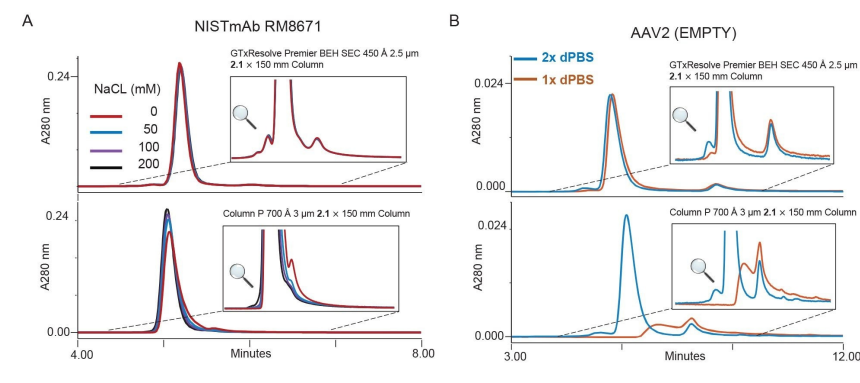 A
NISTmAb RM8671
GTxResolve Premier BEH SEC 450 Å 2.5 µm
2.1 × 150 mm Column
0.24
NaCL (mM)
0
50
100
200
A280 nm
Column P 700 Å 3 µm 2.1 × 150 mm Column
0.24
A280 nm
0.00
4.00
Minutes
8.00
B
AAV2 (EMPTY)
2x dPBS
1x dPBS
GTxResolve Premier BEH SEC 450 Å 2.5 µm
2.1 × 150 mm Column
0.024
A280 nm
0.000
Column P 700 Å 3 µm 2.1 × 150 mm Column
0.024
A280 nm
0.000
3.00
Minutes
12.00